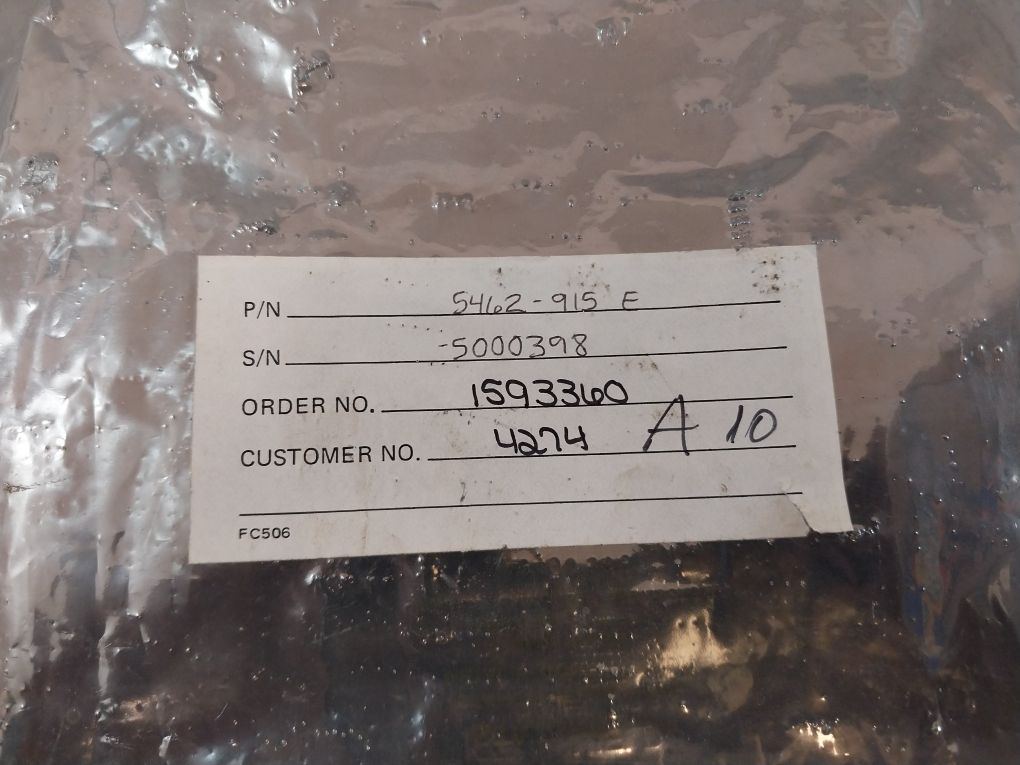 P/N 5462-915 E
S/N -5000398
ORDER NO. 1593360
CUSTOMER NO. 4274 A 10
FC506